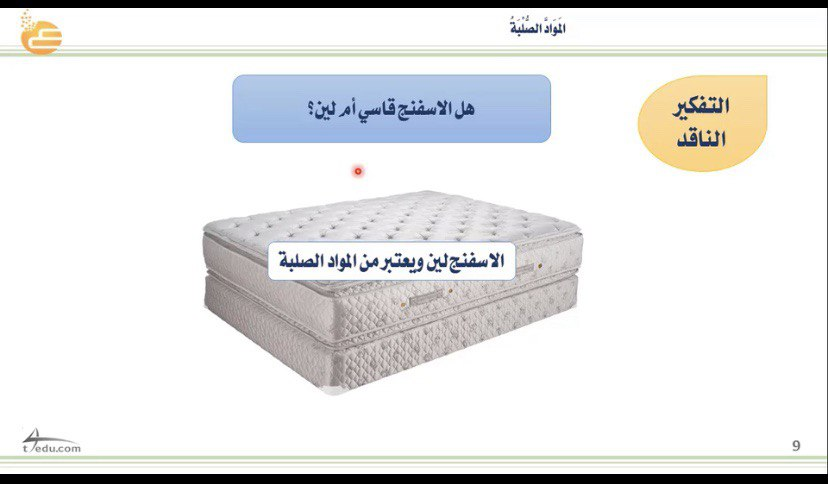 المَوَادُّ الصُّلْبَةُ
التفكير
الناقد
هل الاسفنج قاسي أم لين؟
الاسفنج لين ويعتبر من المواد الصلبة
t4edu.com
9